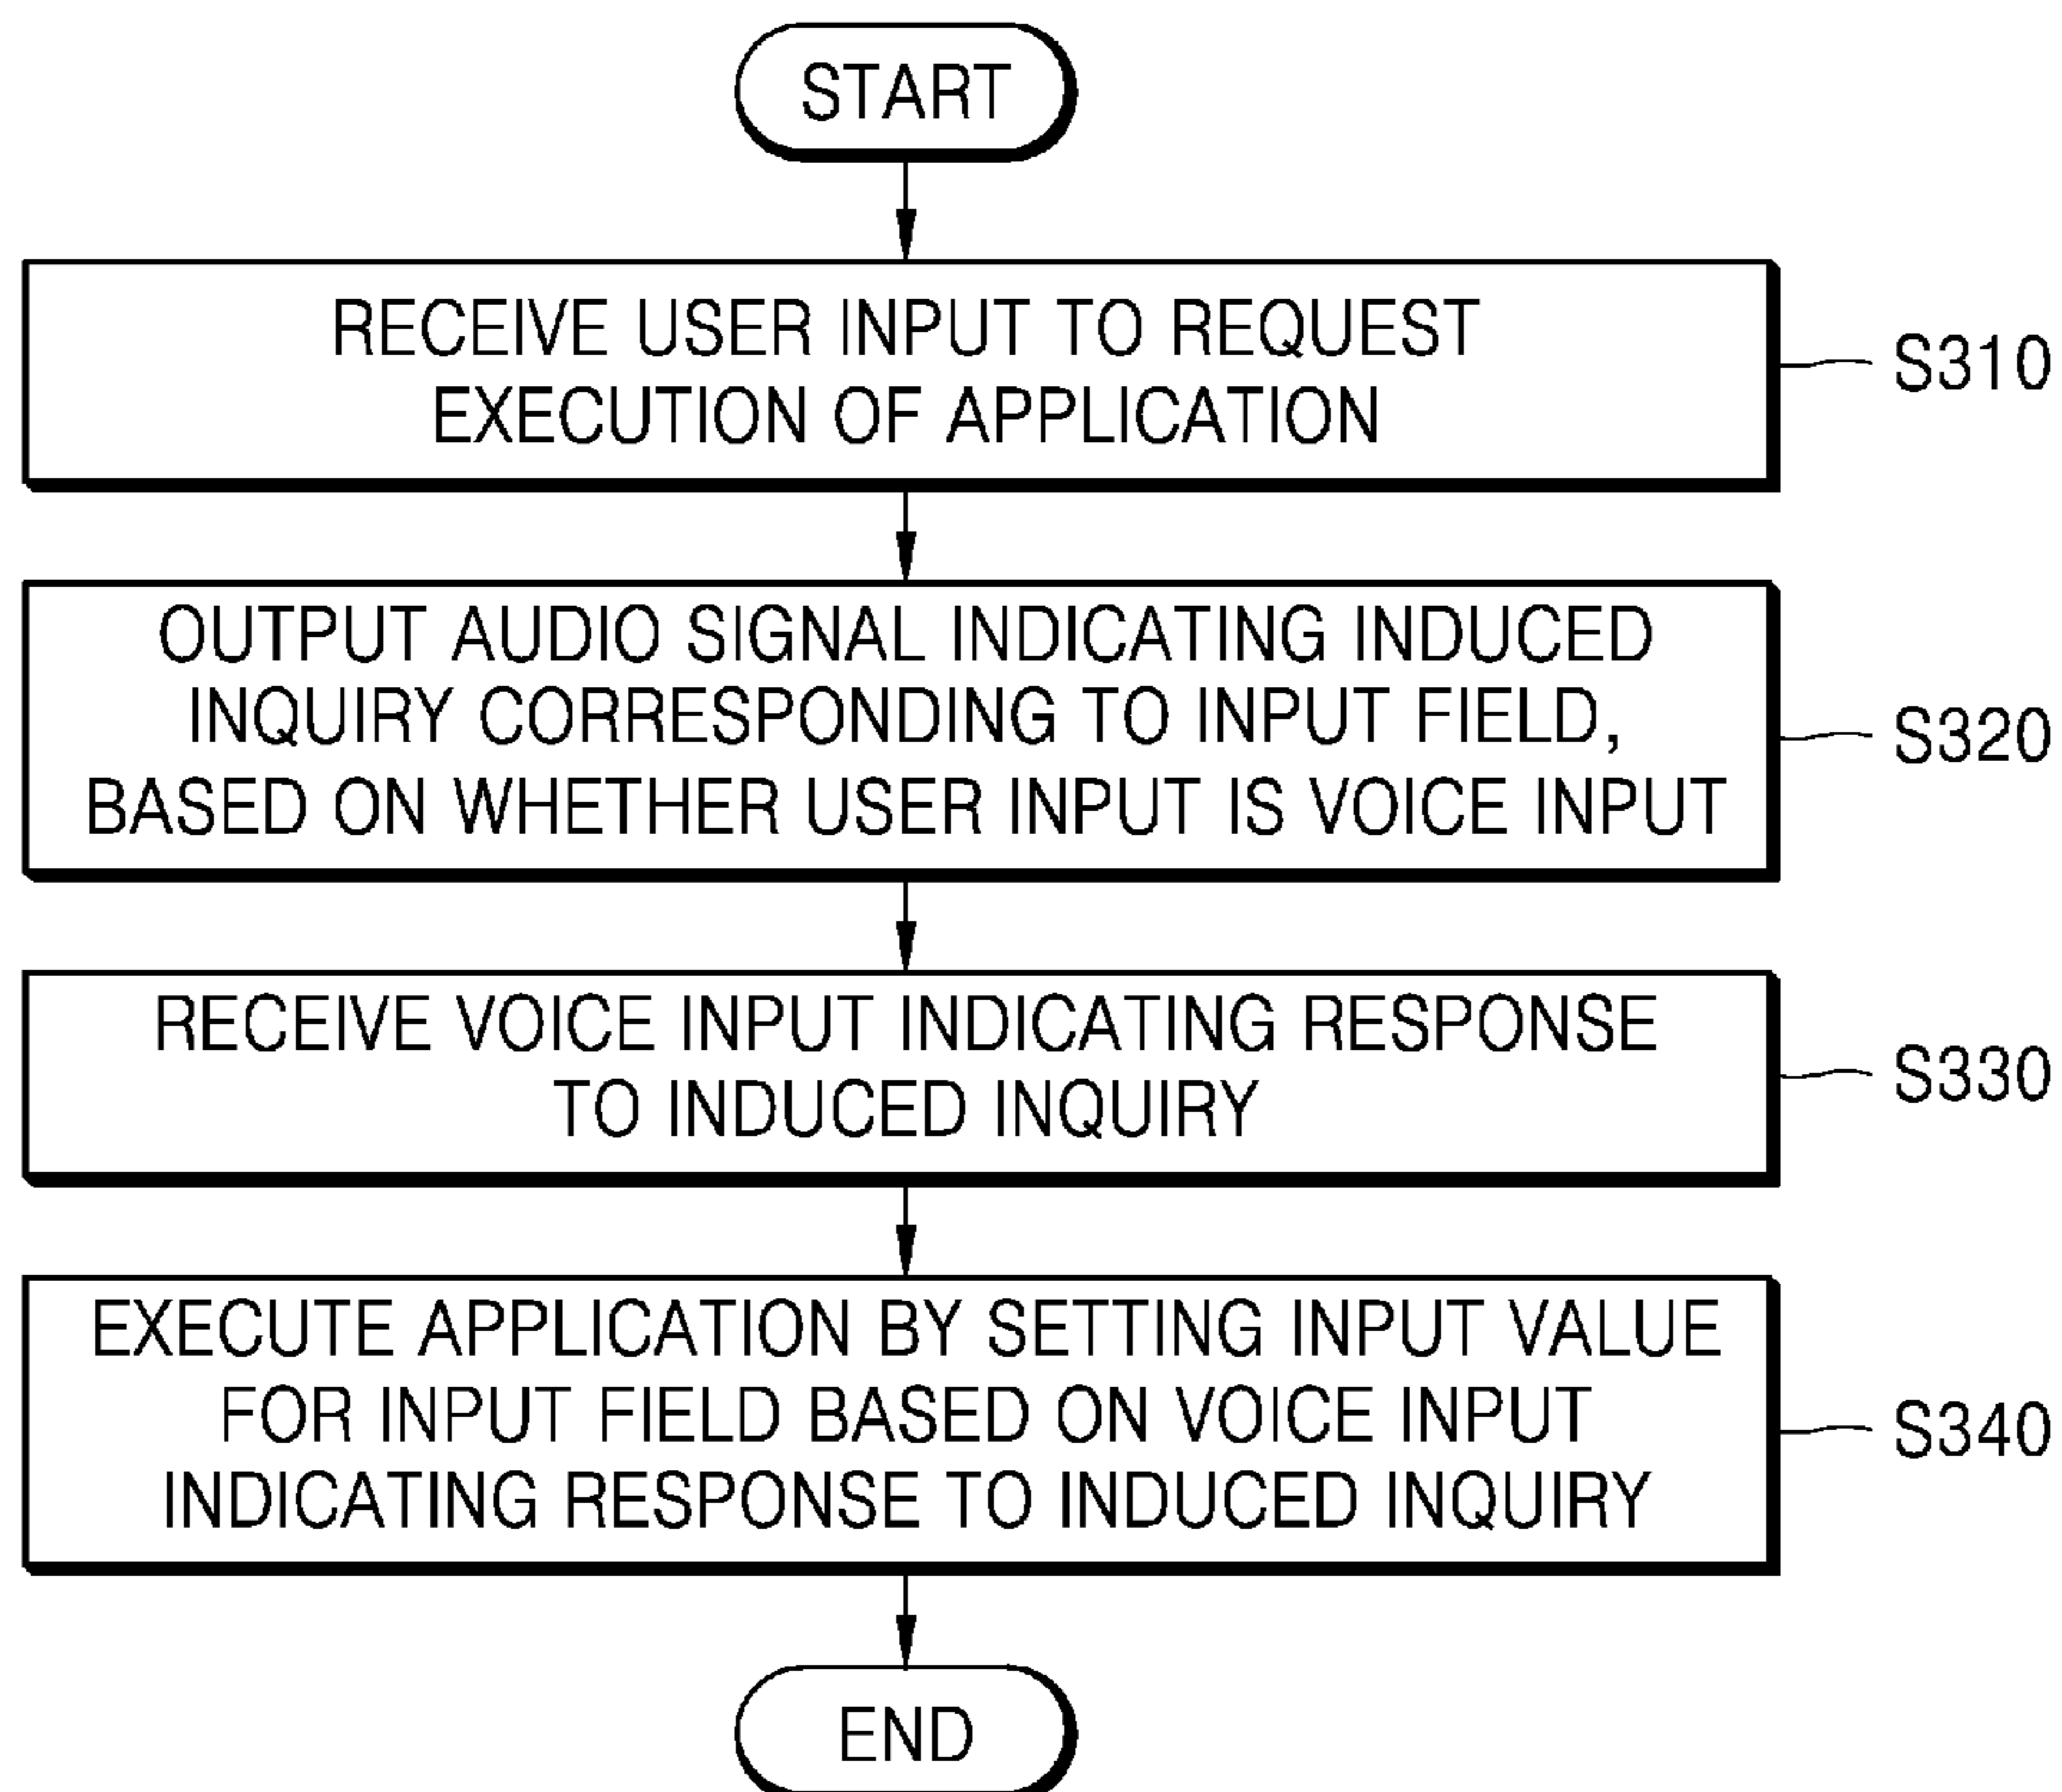 START
RECEIVE USER INPUT TO REQUEST
EXECUTION OF APPLICATION
S310
OUTPUT AUDIO SIGNAL INDICATING INDUCED
INQUIRY CORRESPONDING TO INPUT FIELD,
BASED ON WHETHER USER INPUT IS VOICE INPUT
S320
RECEIVE VOICE INPUT INDICATING RESPONSE
TO INDUCED INQUIRY
S330
EXECUTE APPLICATION BY SETTING INPUT VALUE
FOR INPUT FIELD BASED ON VOICE INPUT
INDICATING RESPONSE TO INDUCED INQUIRY
S340
END